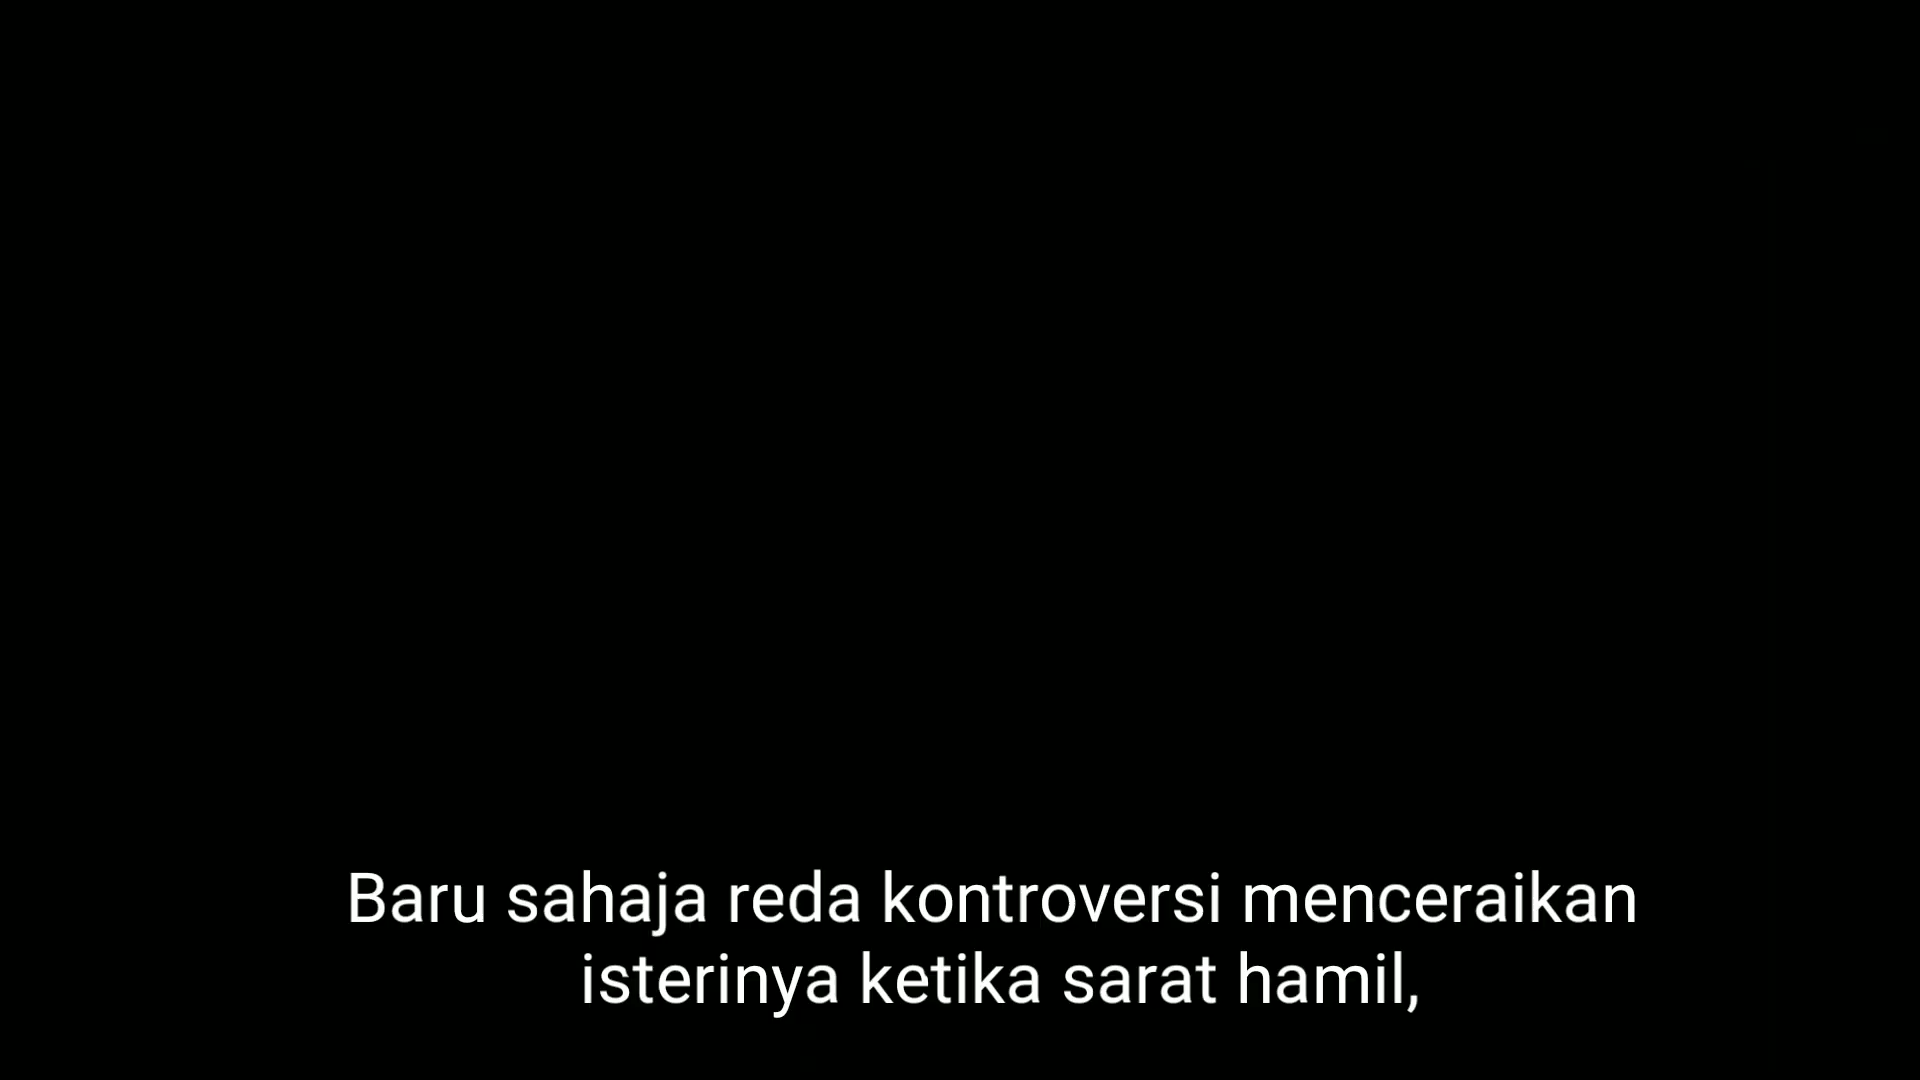 Baru sahaja reda kontroversi menceraikan
isterinya ketika sarat hamil,